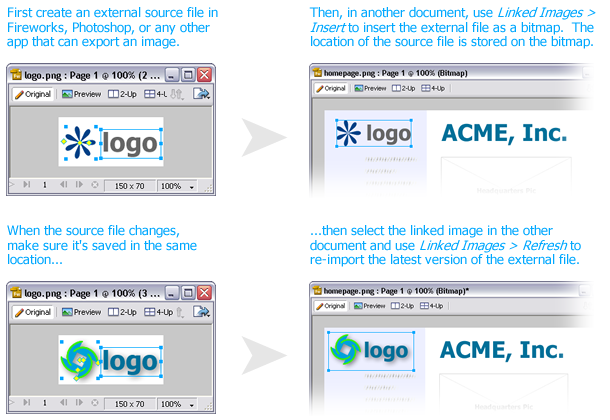 First create an external source file in
Fireworks, Photoshop, or any other
app that can export an image.
Then, in another document, use Linked Images >
Insert to insert the external file as a bitmap. The
location of the source file is stored on the bitmap.
logo.png : Page 1 @ 100% (2 ...
Original Preview 2-Up 4-L
logo
1 150 x 70 100%
homepage.png : Page 1 @ 100% (Bitmap)
Original Preview 2-Up 4-Up
logo ACME, Inc.
Headquarters Pic
When the source file changes,
make sure it's saved in the same
location...
...then select the linked image in the other
document and use Linked Images > Refresh to
re-import the latest version of the external file.
logo.png : Page 1 @ 100% (3 ...
Original Preview 2-Up 4-Up
logo
1 150 x 70 100%
homepage.png : Page 1 @ 100% (Bitmap)*
Original Preview 2-Up 4-Up
logo ACME, Inc.
Headquarters Pic